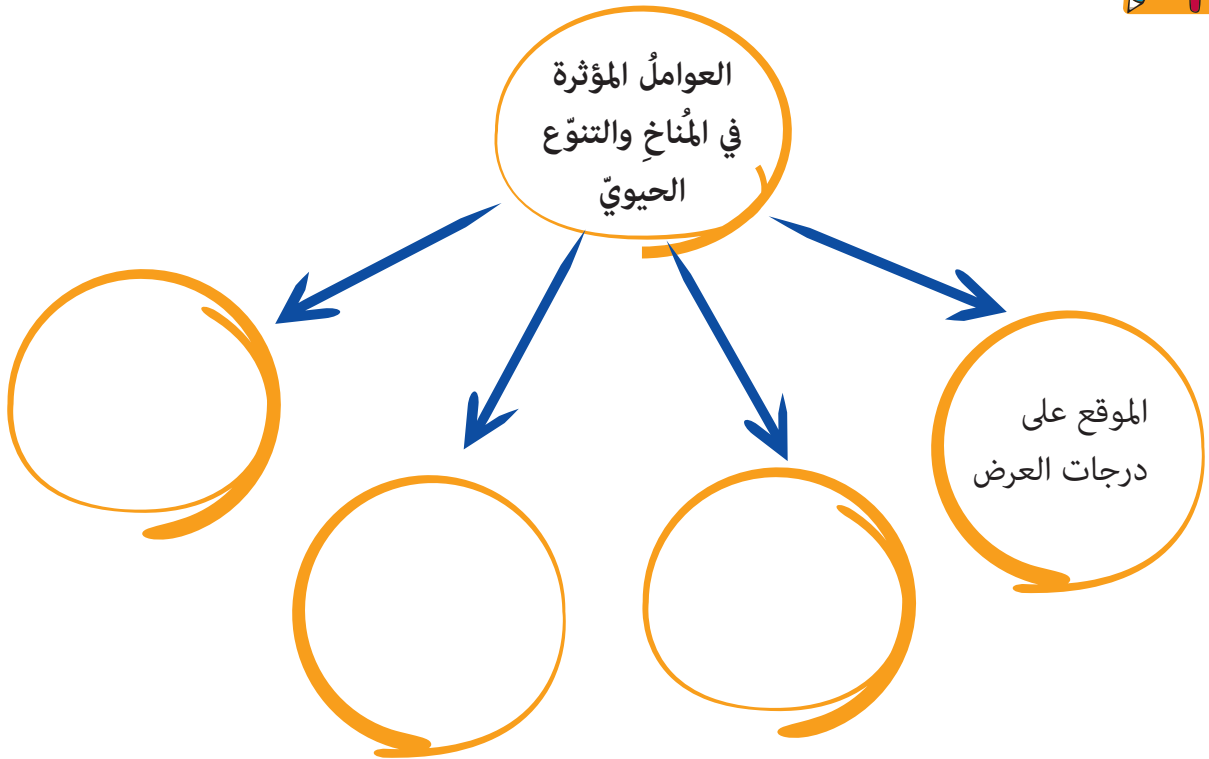 العواملُ المؤثرة
في المُناخِ والتنوّع
الحيويّ
الموقع على
درجات العرض